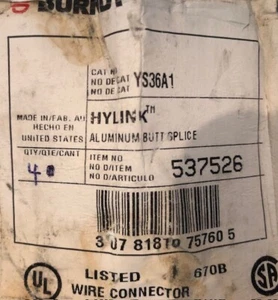 BURNDY
CAT N
NO DE CAT YS36A1
NO DE CAT
HYLINK™
MADE IN/FAB. AU
HECHO EN
UNITED STATES
ALUMINUM BUTT SPLICE
QTY/QTE/CANT
4
ITEM NO
NO D/ITEM 537526
NO D/ARTICULO
3 07 81810 75760 5
UL LISTED 670B SA
WIRE CONNECTOR